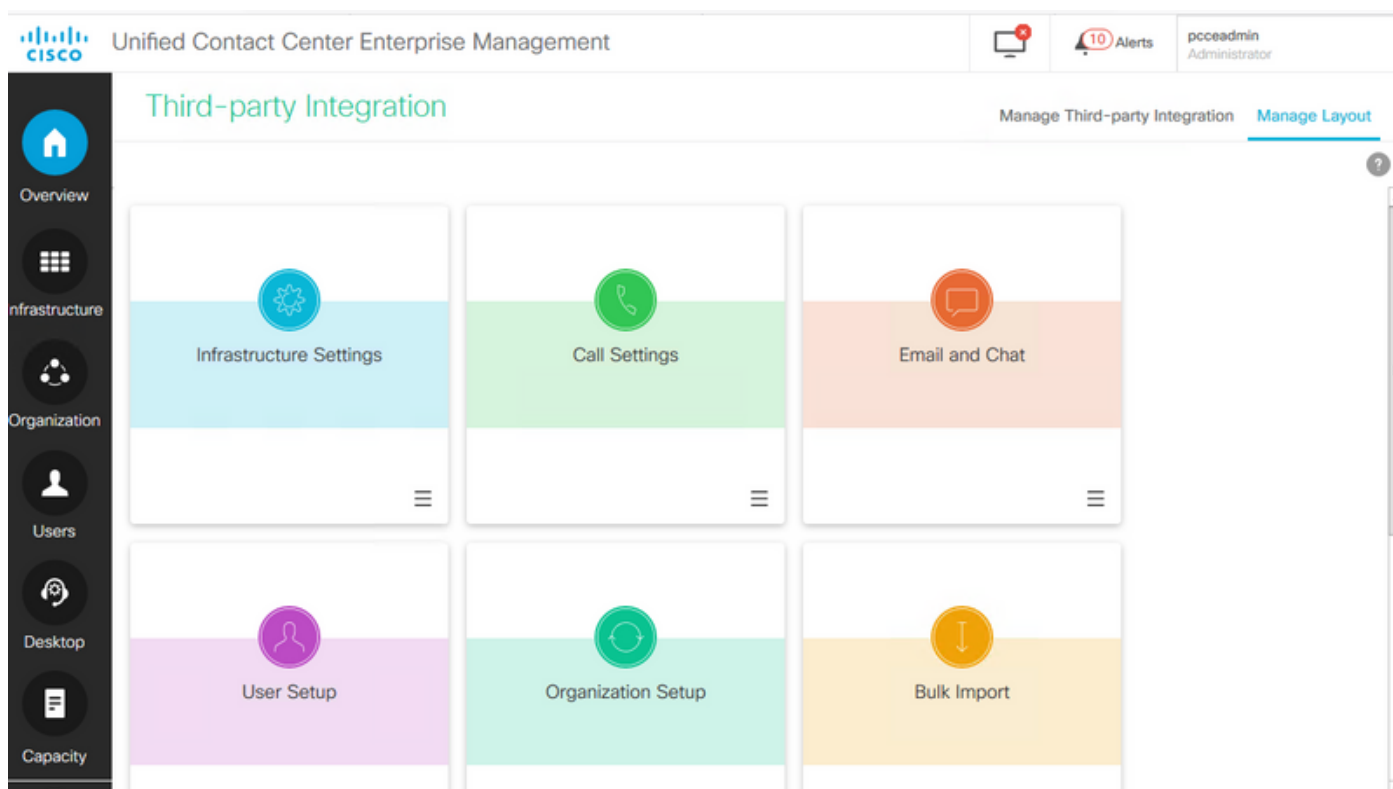 CISCO
Unified Contact Center Enterprise Management
10 Alerts
pcceadmin
Administrator
Third-party Integration
Manage Third-party Integration
Manage Layout
?
Overview
nfrastructure
Organization
Users
Desktop
Capacity
Infrastructure Settings
Call Settings
Email and Chat
User Setup
Organization Setup
Bulk Import